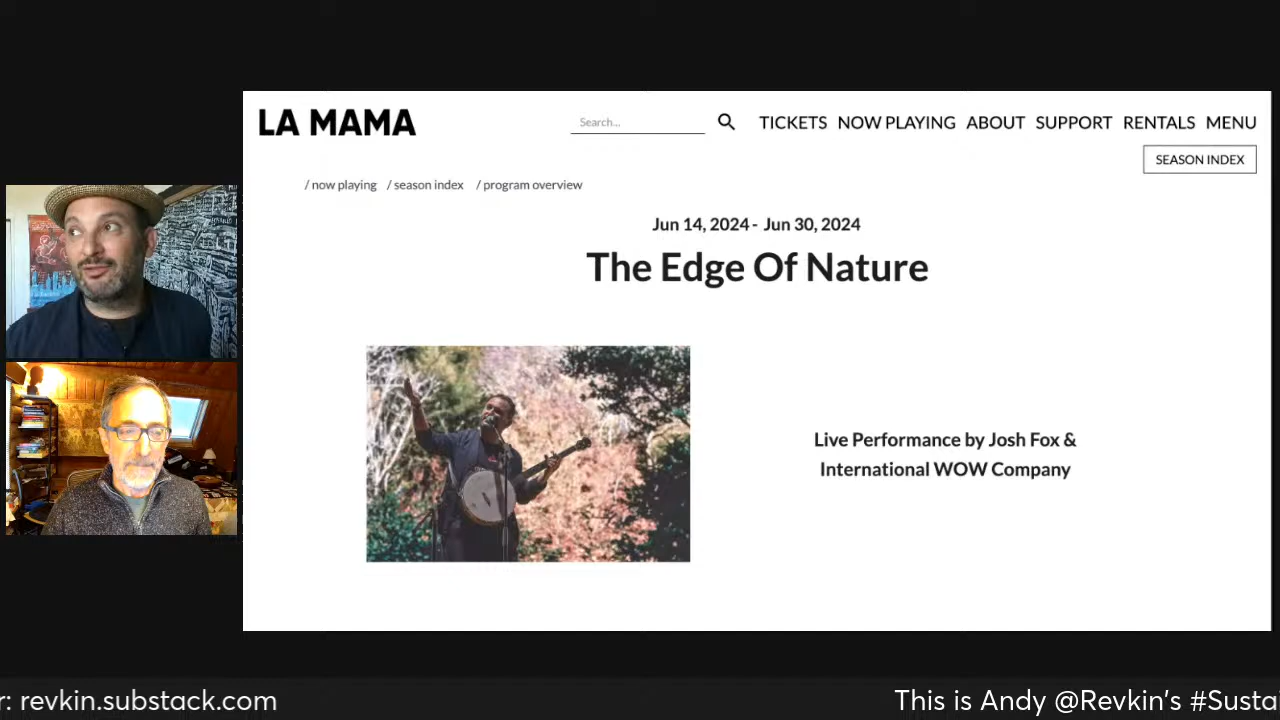 LA MAMA
Search...
TICKETS NOW PLAYING ABOUT SUPPORT RENTALS MENU
SEASON INDEX
/ now playing / season index / program overview
Jun 14, 2024 - Jun 30, 2024
The Edge Of Nature
Live Performance by Josh Fox &
International WOW Company
r: revkin.substack.com
This is Andy @Revkin's #Susta